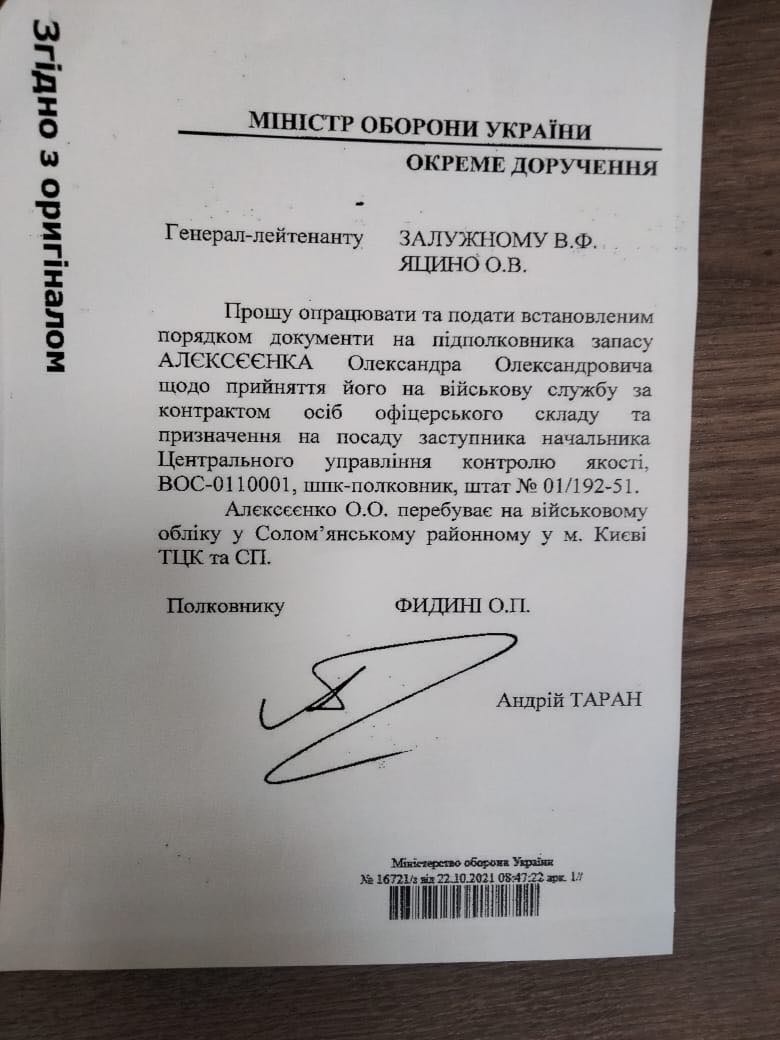 Згідно з оригіналом
МІНІСТР ОБОРОНИ УКРАЇНИ
ОКРЕМЕ ДОРУЧЕННЯ
Генерал-лейтенанту ЗАЛУЖНОМУ В.Ф.
ЯЦИНО О.В.
Прошу опрацювати та подати встановленим
порядком документи на підполковника запасу
АЛЄКСЄЄНКА Олександра Олександровича
щодо прийняття його на військову службу за
контрактом осіб офіцерського складу та
призначення на посаду заступника начальника
Центрального управління контролю якості,
ВОС-0110001, шпк-полковник, штат № 01/192-51.
Алєксєєнко О.О. перебуває на військовому
обліку у Солом’янському районному у м. Києві
ТЦК та СП.
Полковнику ФИДИНІ О.П.
Андрій ТАРАН
Міністерство оборони України
№ 16721/з від 22.10.2021 08:47:22 арк. 1//